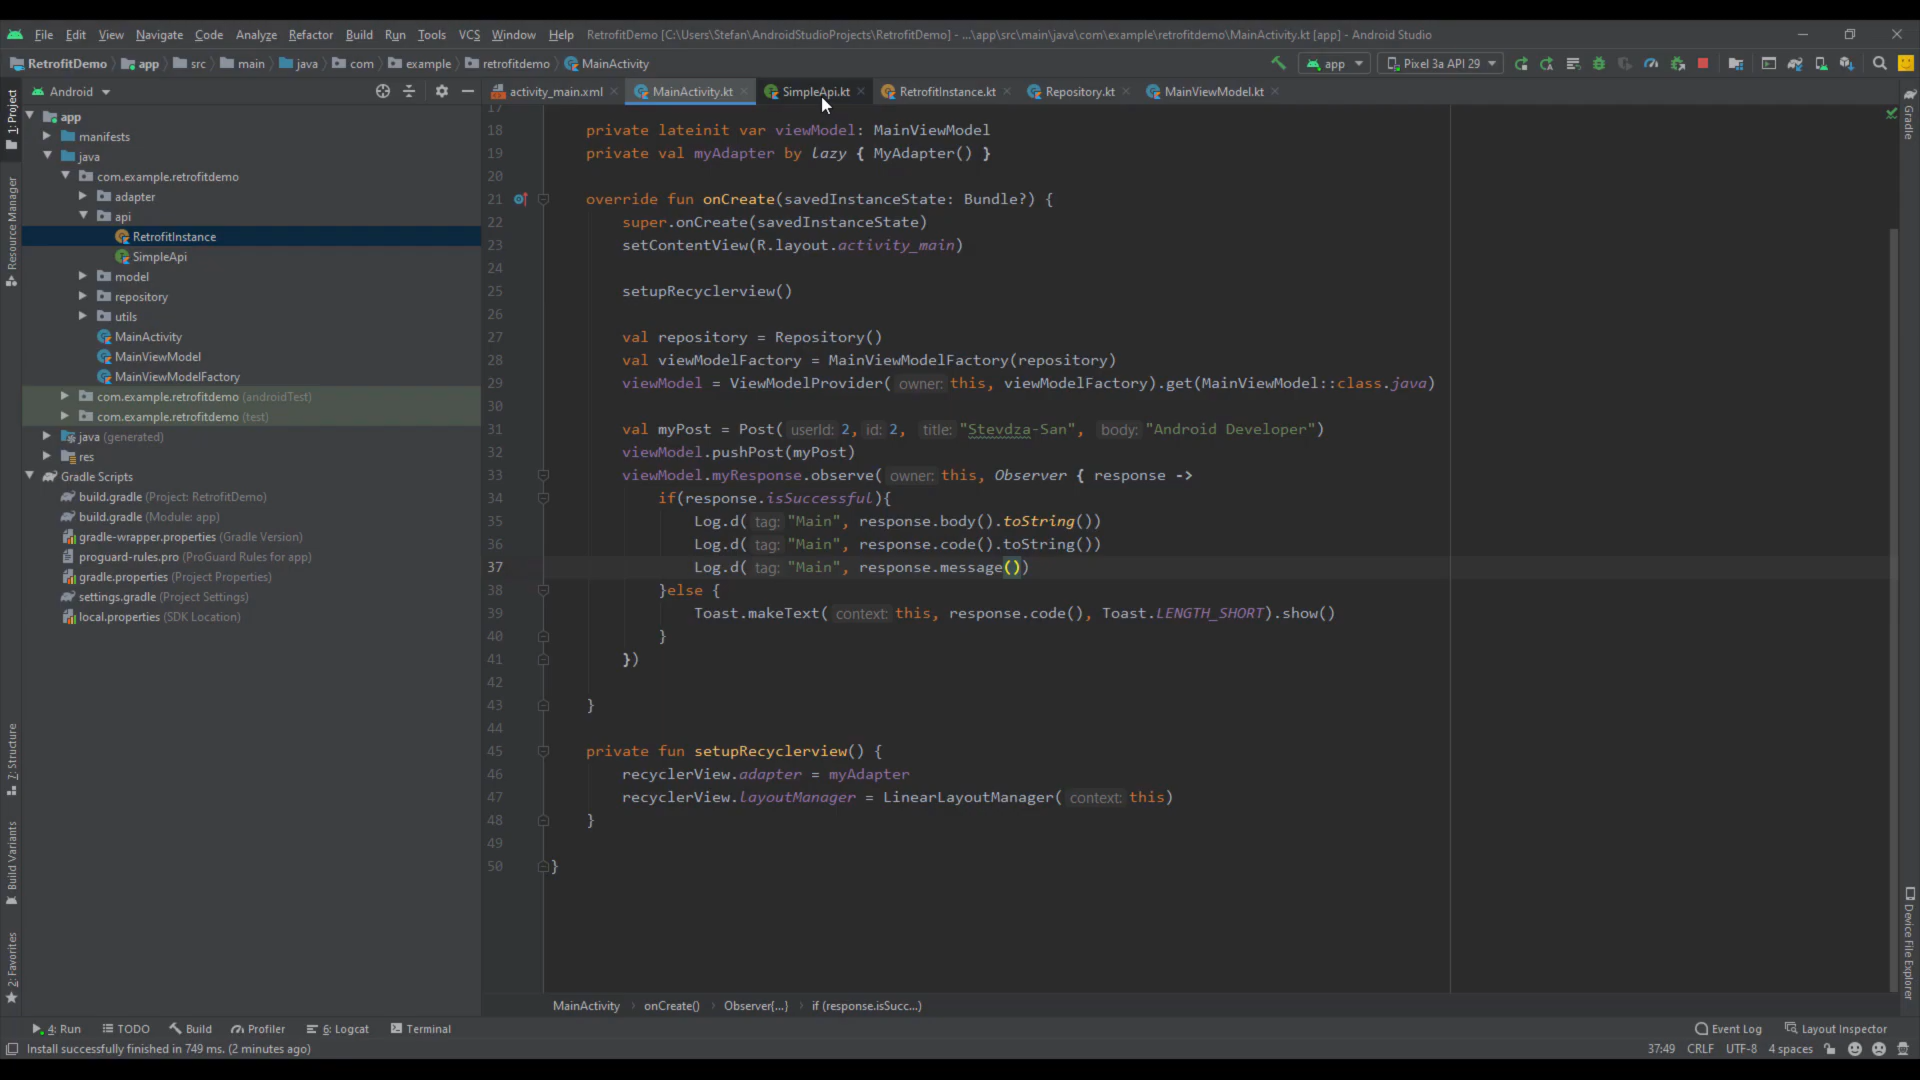 File Edit View Navigate Code Analyze Refactor Build Run Tools VCS Window Help RetrofitDemo [C:\Users\Stefan\AndroidStudioProjects\RetrofitDemo] - ...\app\src\main\java\com\example\retrofitdemo\MainActivity.kt [app] - Android Studio
RetrofitDemo app src main java com example retrofitdemo MainActivity app Pixel 3a API 29
Android activity_main.xml MainActivity.kt SimpleApi.kt RetrofitInstance.kt Repository.kt MainViewModel.kt
1: Project
Resource Manager
7: Structure
Build Variants
2: Favorites
app
manifests
java
com.example.retrofitdemo
adapter
api
RetrofitInstance
SimpleApi
model
repository
utils
MainActivity
MainViewModel
MainViewModelFactory
com.example.retrofitdemo (androidTest)
com.example.retrofitdemo (test)
java (generated)
res
Gradle Scripts
build.gradle (Project: RetrofitDemo)
build.gradle (Module: app)
gradle-wrapper.properties (Gradle Version)
proguard-rules.pro (ProGuard Rules for app)
gradle.properties (Project Properties)
settings.gradle (Project Settings)
local.properties (SDK Location)
17
18 private lateinit var viewModel: MainViewModel
19 private val myAdapter by lazy { MyAdapter() }
20
21 override fun onCreate(savedInstanceState: Bundle?) {
22 super.onCreate(savedInstanceState)
23 setContentView(R.layout.activity_main)
24
25 setupRecyclerview()
26
27 val repository = Repository()
28 val viewModelFactory = MainViewModelFactory(repository)
29 viewModel = ViewModelProvider( owner: this, viewModelFactory).get(MainViewModel::class.java)
30
31 val myPost = Post( userId: 2, id: 2, title: "Stevdza-San", body: "Android Developer")
32 viewModel.pushPost(myPost)
33 viewModel.myResponse.observe( owner: this, Observer { response ->
34 if(response.isSuccessful){
35 Log.d( tag: "Main", response.body().toString())
36 Log.d( tag: "Main", response.code().toString())
37 Log.d( tag: "Main", response.message())
38 }else {
39 Toast.makeText( context: this, response.code(), Toast.LENGTH_SHORT).show()
40 }
41 })
42
43 }
44
45 private fun setupRecyclerview() {
46 recyclerView.adapter = myAdapter
47 recyclerView.layoutManager = LinearLayoutManager( context: this)
48 }
49
50 }
Gradle
Device File Explorer
MainActivity › onCreate() › Observer{...} › if (response.isSucc...)
4: Run TODO Build Profiler 6: Logcat Terminal Event Log Layout Inspector
Install successfully finished in 749 ms. (2 minutes ago) 37:49 CRLF UTF-8 4 spaces